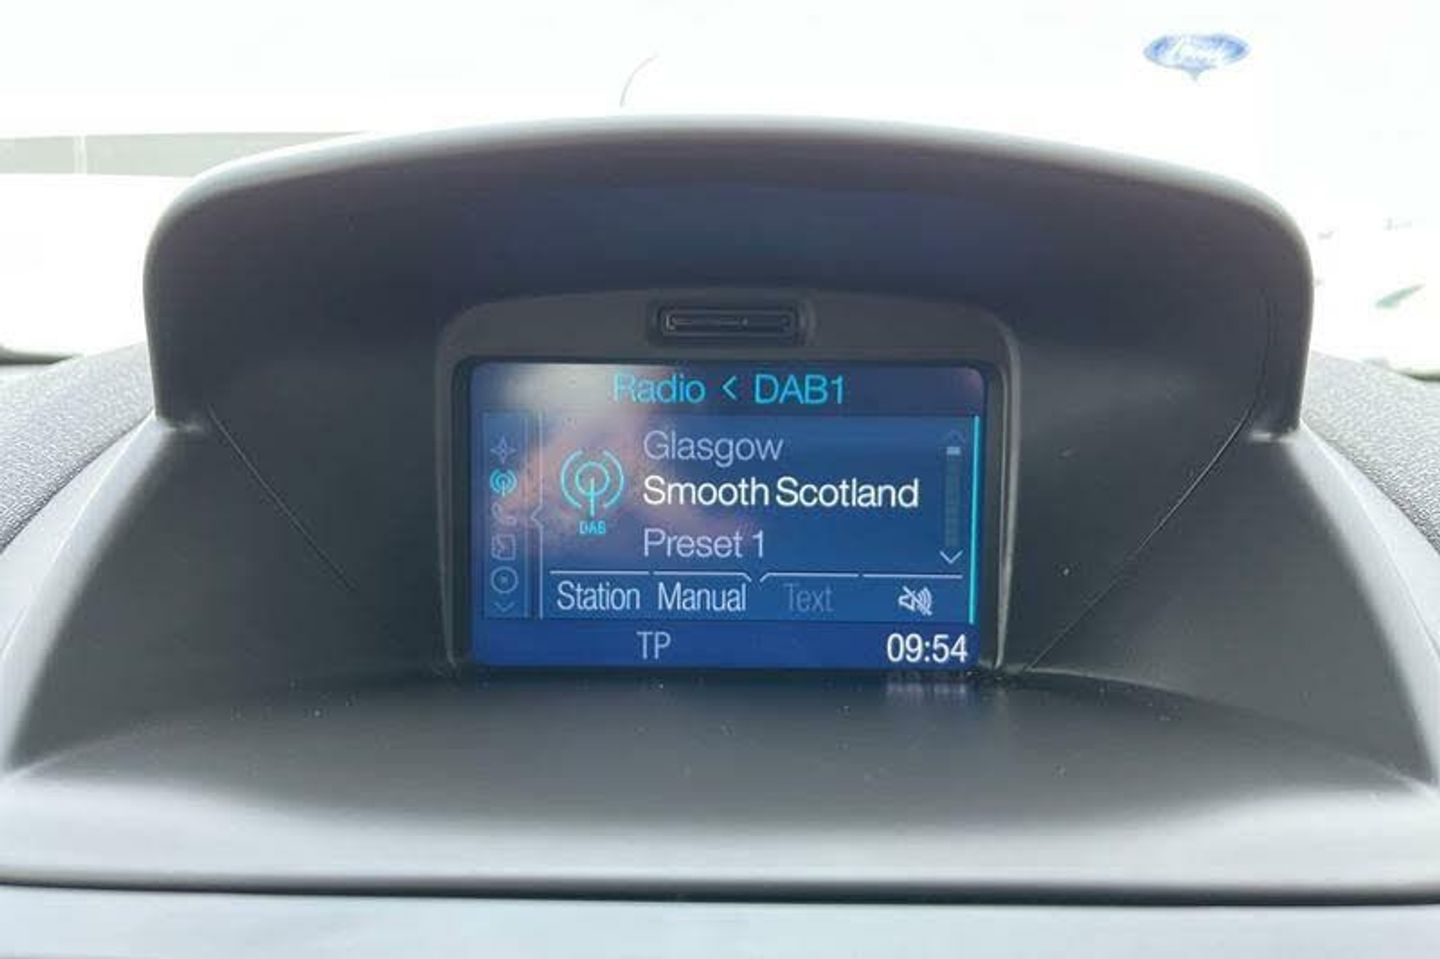 Radio < DAB1
Glasgow
Smooth Scotland
DAB
Preset 1
Station Manual Text
TP 09:54